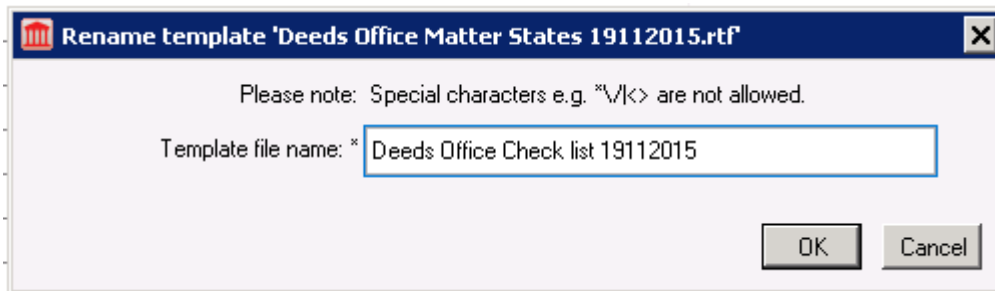 Rename template 'Deeds Office Matter States 19112015.rtf'
Please note: Special characters e.g. *\/|<> are not allowed.
Template file name: * Deeds Office Check list 19112015
OK Cancel